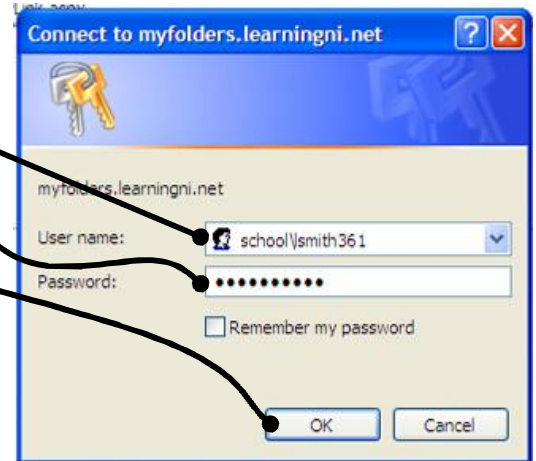 Connect to myfolders.learningni.net
myfolders.learningni.net
User name:
school\jsmith361
Password:
••••••••••
Remember my password
OK
Cancel